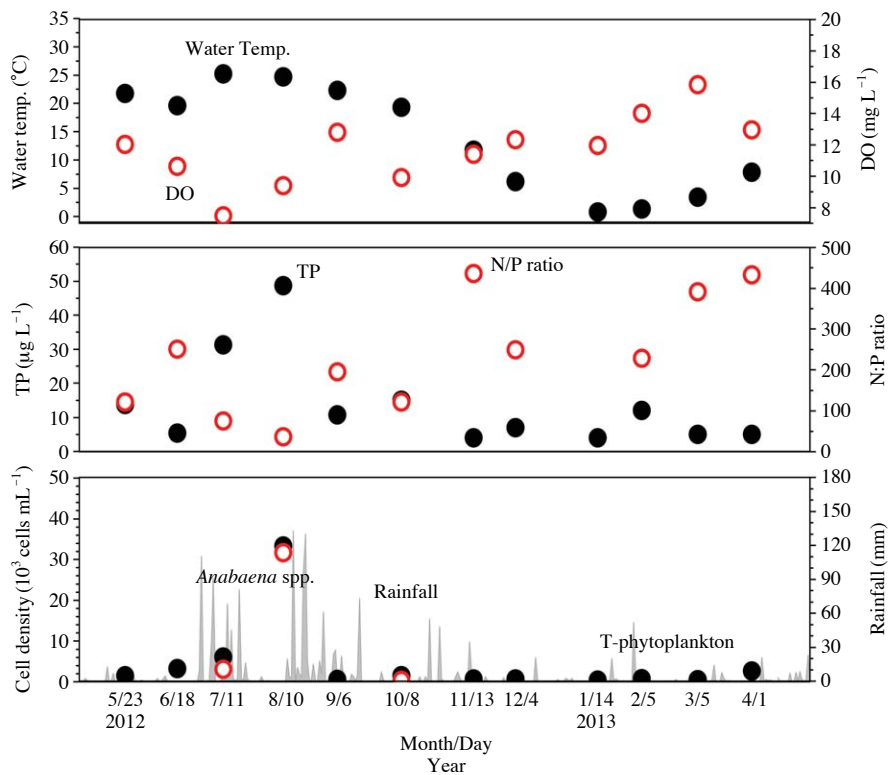 35
30
25
20
15
10
5
0
Water temp. (°C)
Water Temp.
DO
20
18
16
14
12
10
8
DO (mg L⁻¹)
60
50
40
30
20
10
0
TP (µg L⁻¹)
TP
N/P ratio
500
400
300
200
100
0
N:P ratio
50
40
30
20
10
0
Cell density (10³ cells mL⁻¹)
Anabaena spp.
Rainfall
T-phytoplankton
180
150
120
90
60
30
0
Rainfall (mm)
5/23 6/18 7/11 8/10 9/6 10/8 11/13 12/4 1/14 2/5 3/5 4/1
2012 2013
Month/Day
Year